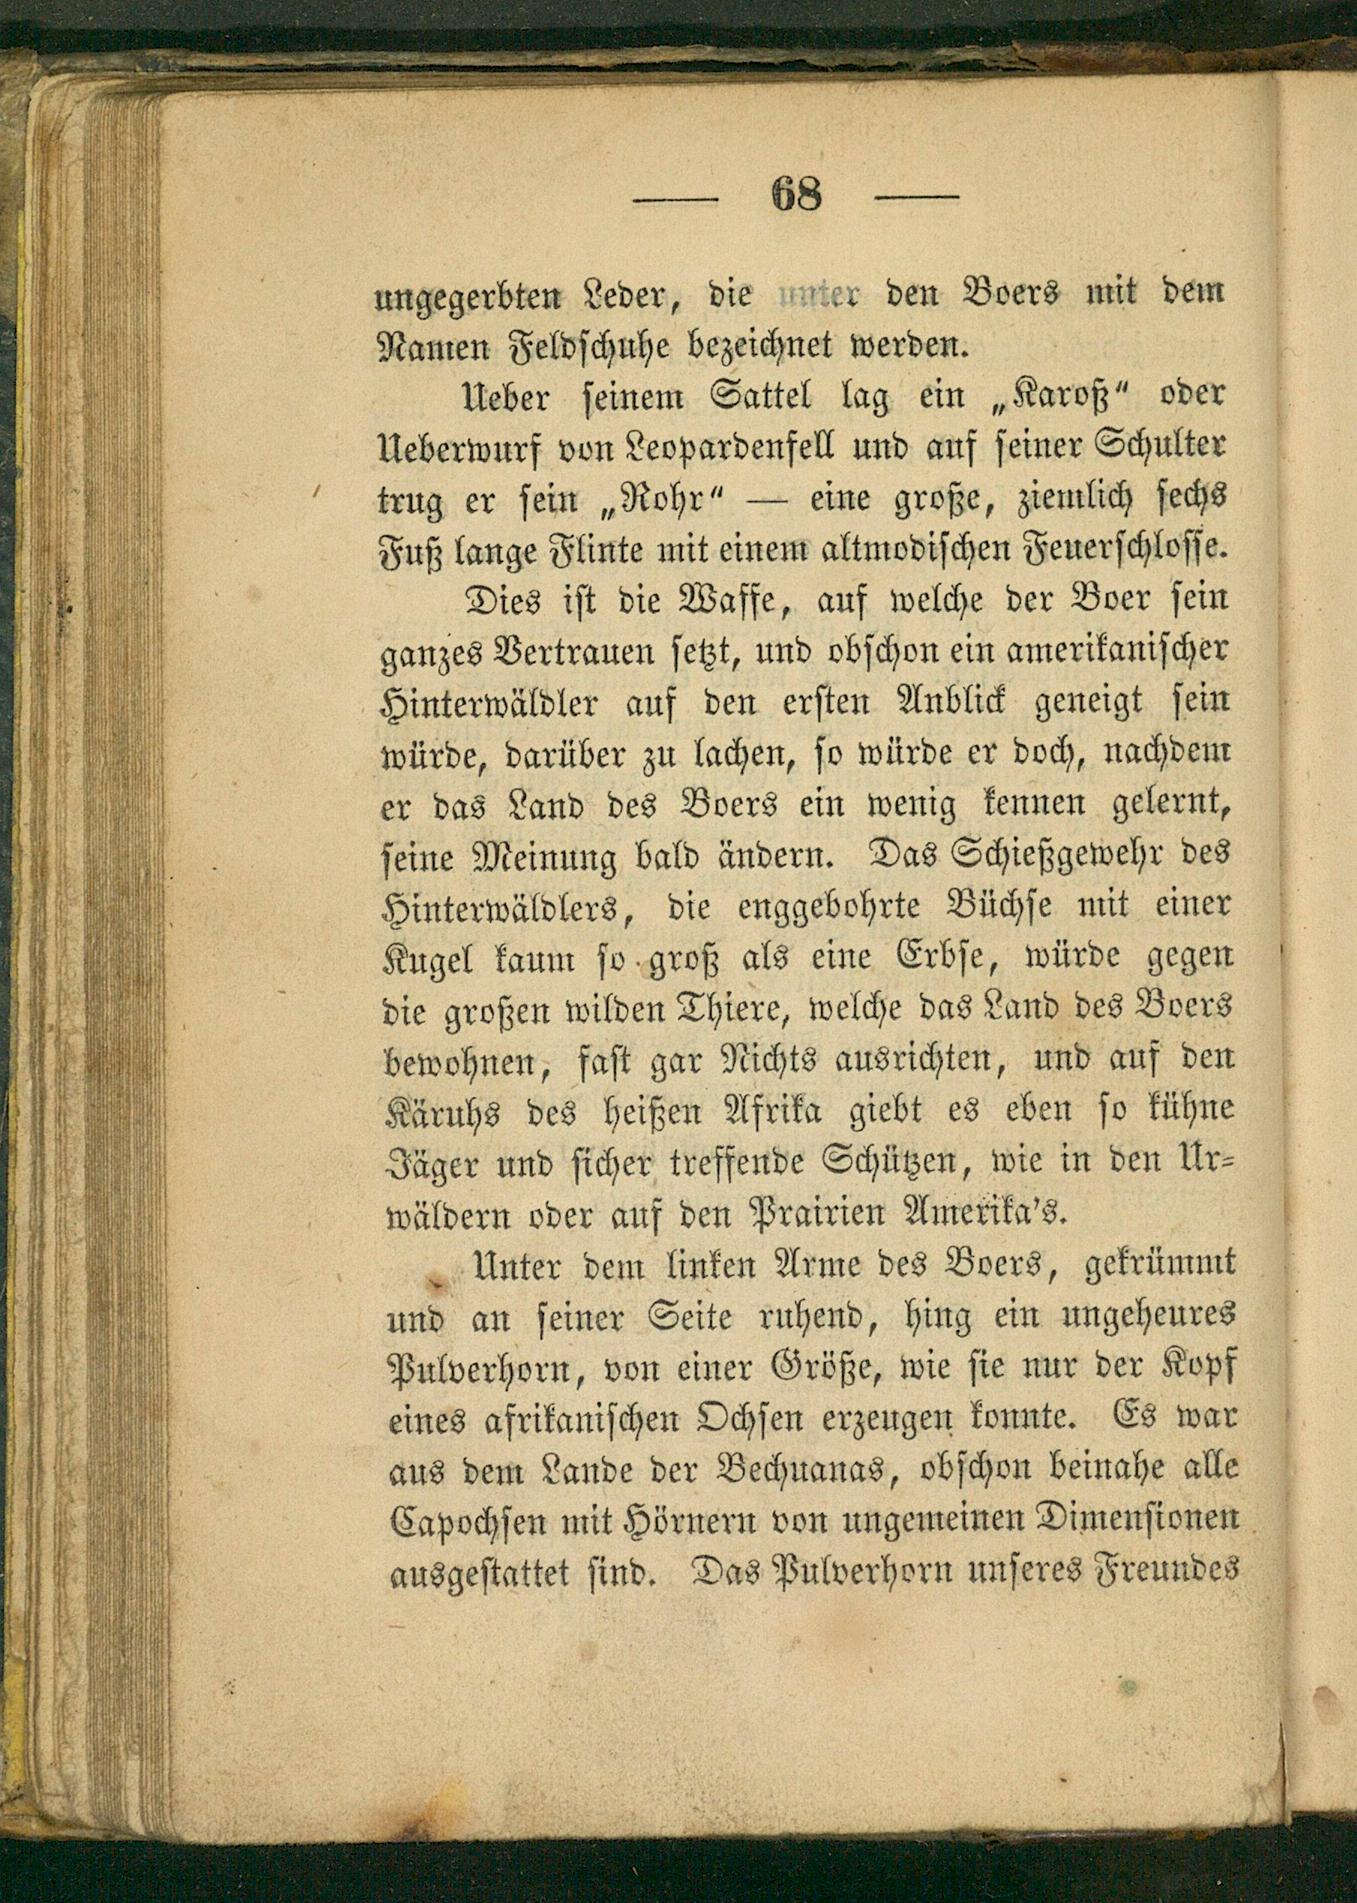 — 68 —
ungegerbten Leder, die unter den Boers mit dem
Namen Feldschuhe bezeichnet werden.
Ueber seinem Sattel lag ein „Karoß“ oder
Ueberwurf von Leopardenfell und auf seiner Schulter
trug er sein „Rohr“ — eine große, ziemlich sechs
Fuß lange Flinte mit einem altmodischen Feuerschlosse.
Dies ist die Waffe, auf welche der Boer sein
ganzes Vertrauen setzt, und obschon ein amerikanischer
Hinterwäldler auf den ersten Anblick geneigt sein
würde, darüber zu lachen, so würde er doch, nachdem
er das Land des Boers ein wenig kennen gelernt,
seine Meinung bald ändern. Das Schießgewehr des
Hinterwäldlers, die enggebohrte Büchse mit einer
Kugel kaum so groß als eine Erbse, würde gegen
die großen wilden Thiere, welche das Land des Boers
bewohnen, fast gar Nichts ausrichten, und auf den
Käruhs des heißen Afrika giebt es eben so kühne
Jäger und sicher treffende Schützen, wie in den Ur-
wäldern oder auf den Prairien Amerika's.
Unter dem linken Arme des Boers, gekrümmt
und an seiner Seite ruhend, hing ein ungeheures
Pulverhorn, von einer Größe, wie sie nur der Kopf
eines afrikanischen Ochsen erzeugen konnte. Es war
aus dem Lande der Bechuanas, obschon beinahe alle
Capochsen mit Hörnern von ungemeinen Dimensionen
ausgestattet sind. Das Pulverhorn unseres Freundes